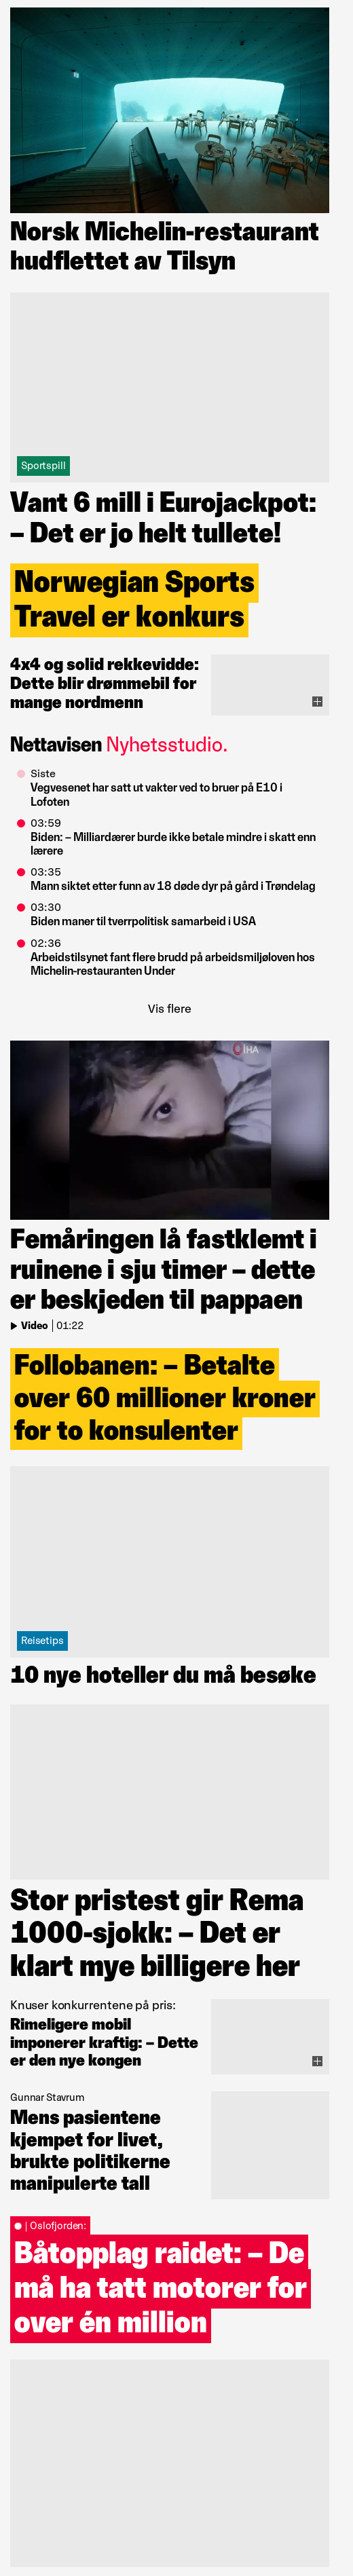 Norsk Michelin-restaurant
hudflettet av Tilsyn
Sportspill
Vant 6 mill i Eurojackpot:
– Det er jo helt tullete!
Norwegian Sports
Travel er konkurs
4x4 og solid rekkevidde:
Dette blir drømmebil for
mange nordmenn
Nettavisen Nyhetsstudio.
Siste
Vegvesenet har satt ut vakter ved to bruer på E10 i
Lofoten
03:59
Biden: – Milliardærer burde ikke betale mindre i skatt enn
lærere
03:35
Mann siktet etter funn av 18 døde dyr på gård i Trøndelag
03:30
Biden maner til tverrpolitisk samarbeid i USA
02:36
Arbeidstilsynet fant flere brudd på arbeidsmiljøloven hos
Michelin-restauranten Under
Vis flere
IHA
Femåringen lå fastklemt i
ruinene i sju timer – dette
er beskjeden til pappaen
Video | 01:22
Follobanen: – Betalte
over 60 millioner kroner
for to konsulenter
Reisetips
10 nye hoteller du må besøke
Stor pristest gir Rema
1000-sjokk: – Det er
klart mye billigere her
Knuser konkurrentene på pris:
Rimeligere mobil
imponerer kraftig: – Dette
er den nye kongen
Gunnar Stavrum
Mens pasientene
kjempet for livet,
brukte politikerne
manipulerte tall
| Oslofjorden:
Båtopplag raidet: – De
må ha tatt motorer for
over én million